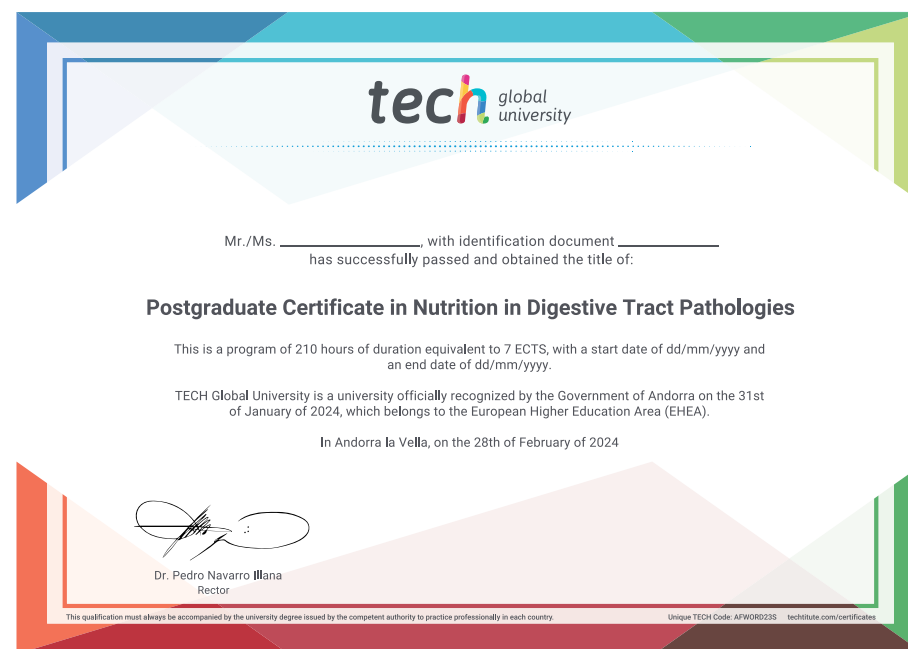 tech global university
Mr./Ms. ____________________, with identification document ______________
has successfully passed and obtained the title of:
Postgraduate Certificate in Nutrition in Digestive Tract Pathologies
This is a program of 210 hours of duration equivalent to 7 ECTS, with a start date of dd/mm/yyyy and
an end date of dd/mm/yyyy.
TECH Global University is a university officially recognized by the Government of Andorra on the 31st
of January of 2024, which belongs to the European Higher Education Area (EHEA).
In Andorra la Vella, on the 28th of February of 2024
Dr. Pedro Navarro Illana
Rector
This qualification must always be accompanied by the university degree issued by the competent authority to practice professionally in each country.
Unique TECH Code: AFWORD23S techtitute.com/certificates